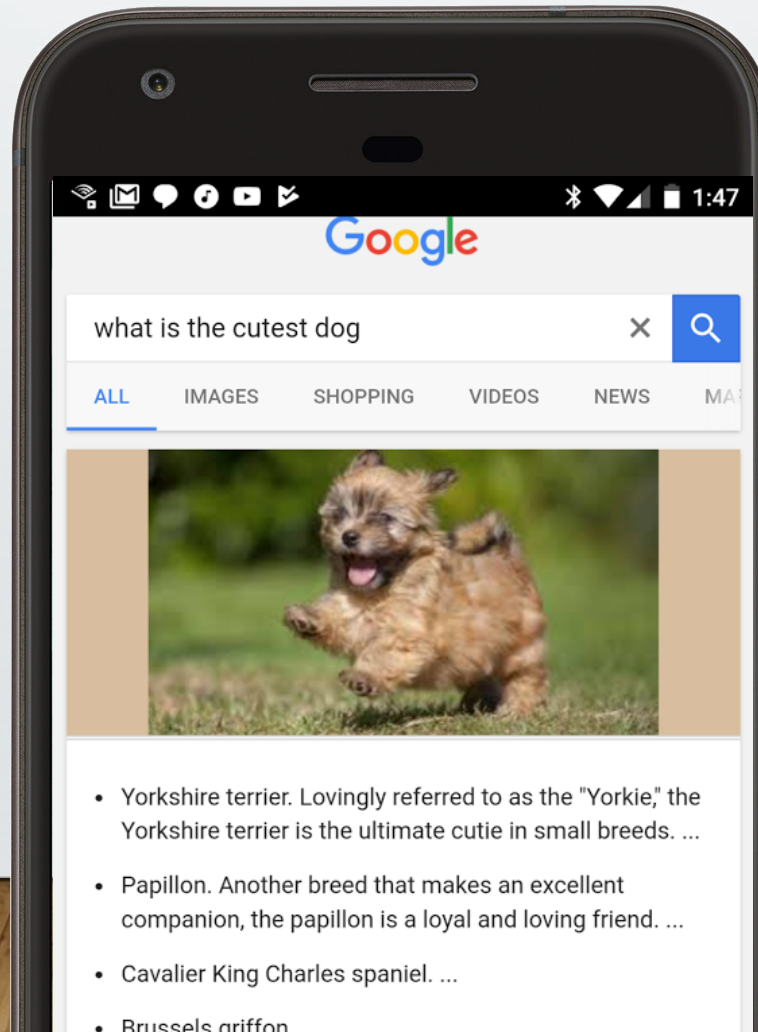 1:47
Google
what is the cutest dog
ALL IMAGES SHOPPING VIDEOS NEWS
• Yorkshire terrier. Lovingly referred to as the "Yorkie," the
Yorkshire terrier is the ultimate cutie in small breeds. ...
• Papillon. Another breed that makes an excellent
companion, the papillon is a loyal and loving friend. ...
• Cavalier King Charles spaniel. ...
• Brussels griffon